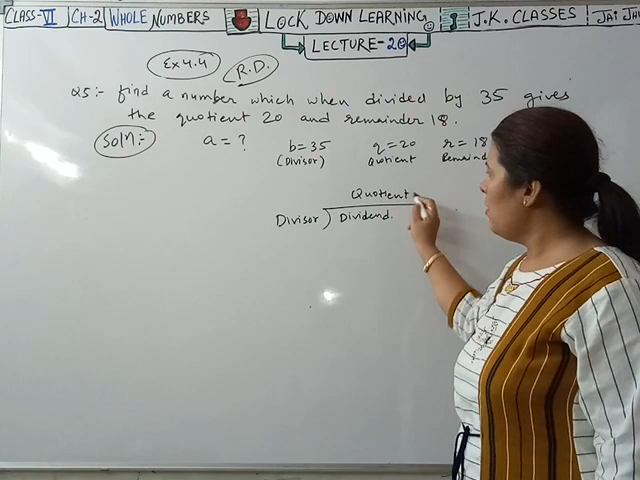 CLASS-VI CH-2 WHOLE NUMBERS LOCK DOWN LEARNING J.K. CLASSES JAI
LECTURE-20
Ex 4.4 R.D.
Q5:- find a number which when divided by 35 gives
the quotient 20 and remainder 18.
Soln:- a = ? b = 35 q = 20 r = 18
(Divisor) Quotient Remaind
Quotient
Divisor) Dividend.